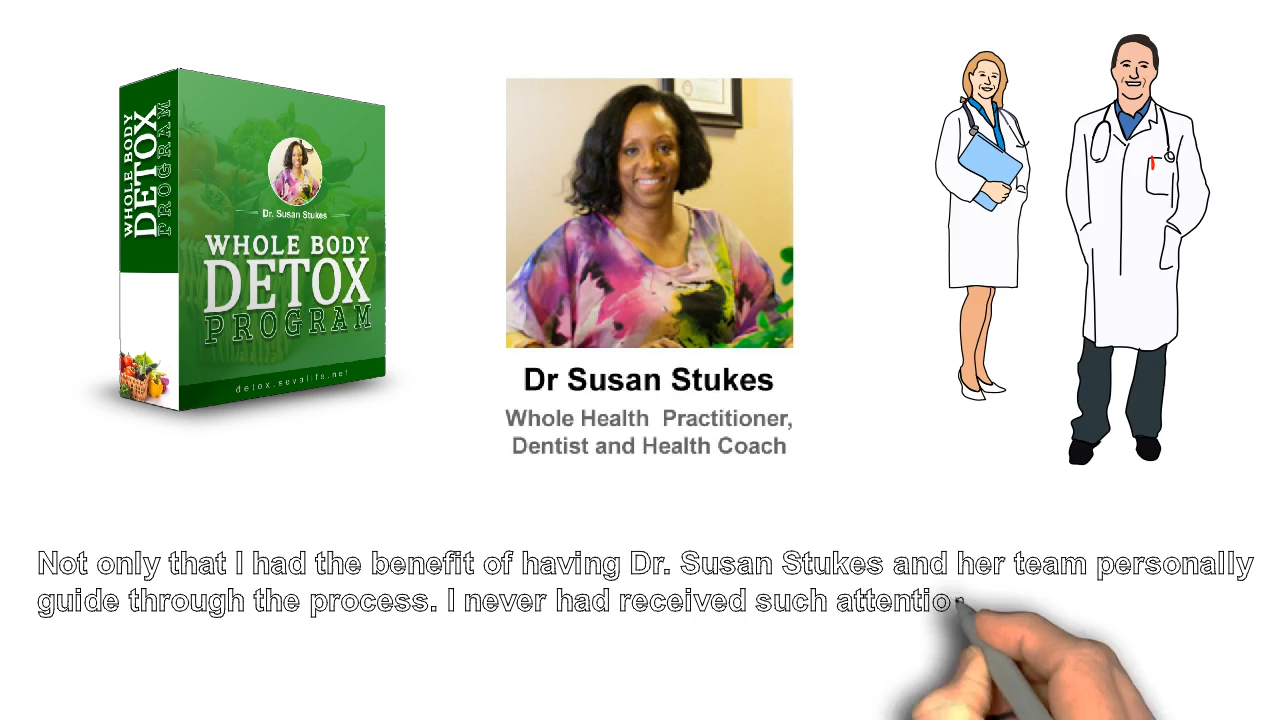 WHOLE BODY
DETOX
PROGRAM
Dr. Susan Stukes
WHOLE BODY
DETOX
PROGRAM
detox.sevalife.net
Dr Susan Stukes
Whole Health Practitioner,
Dentist and Health Coach
Not only that I had the benefit of having Dr. Susan Stukes and her team personally
guide through the process. I never had received such attention